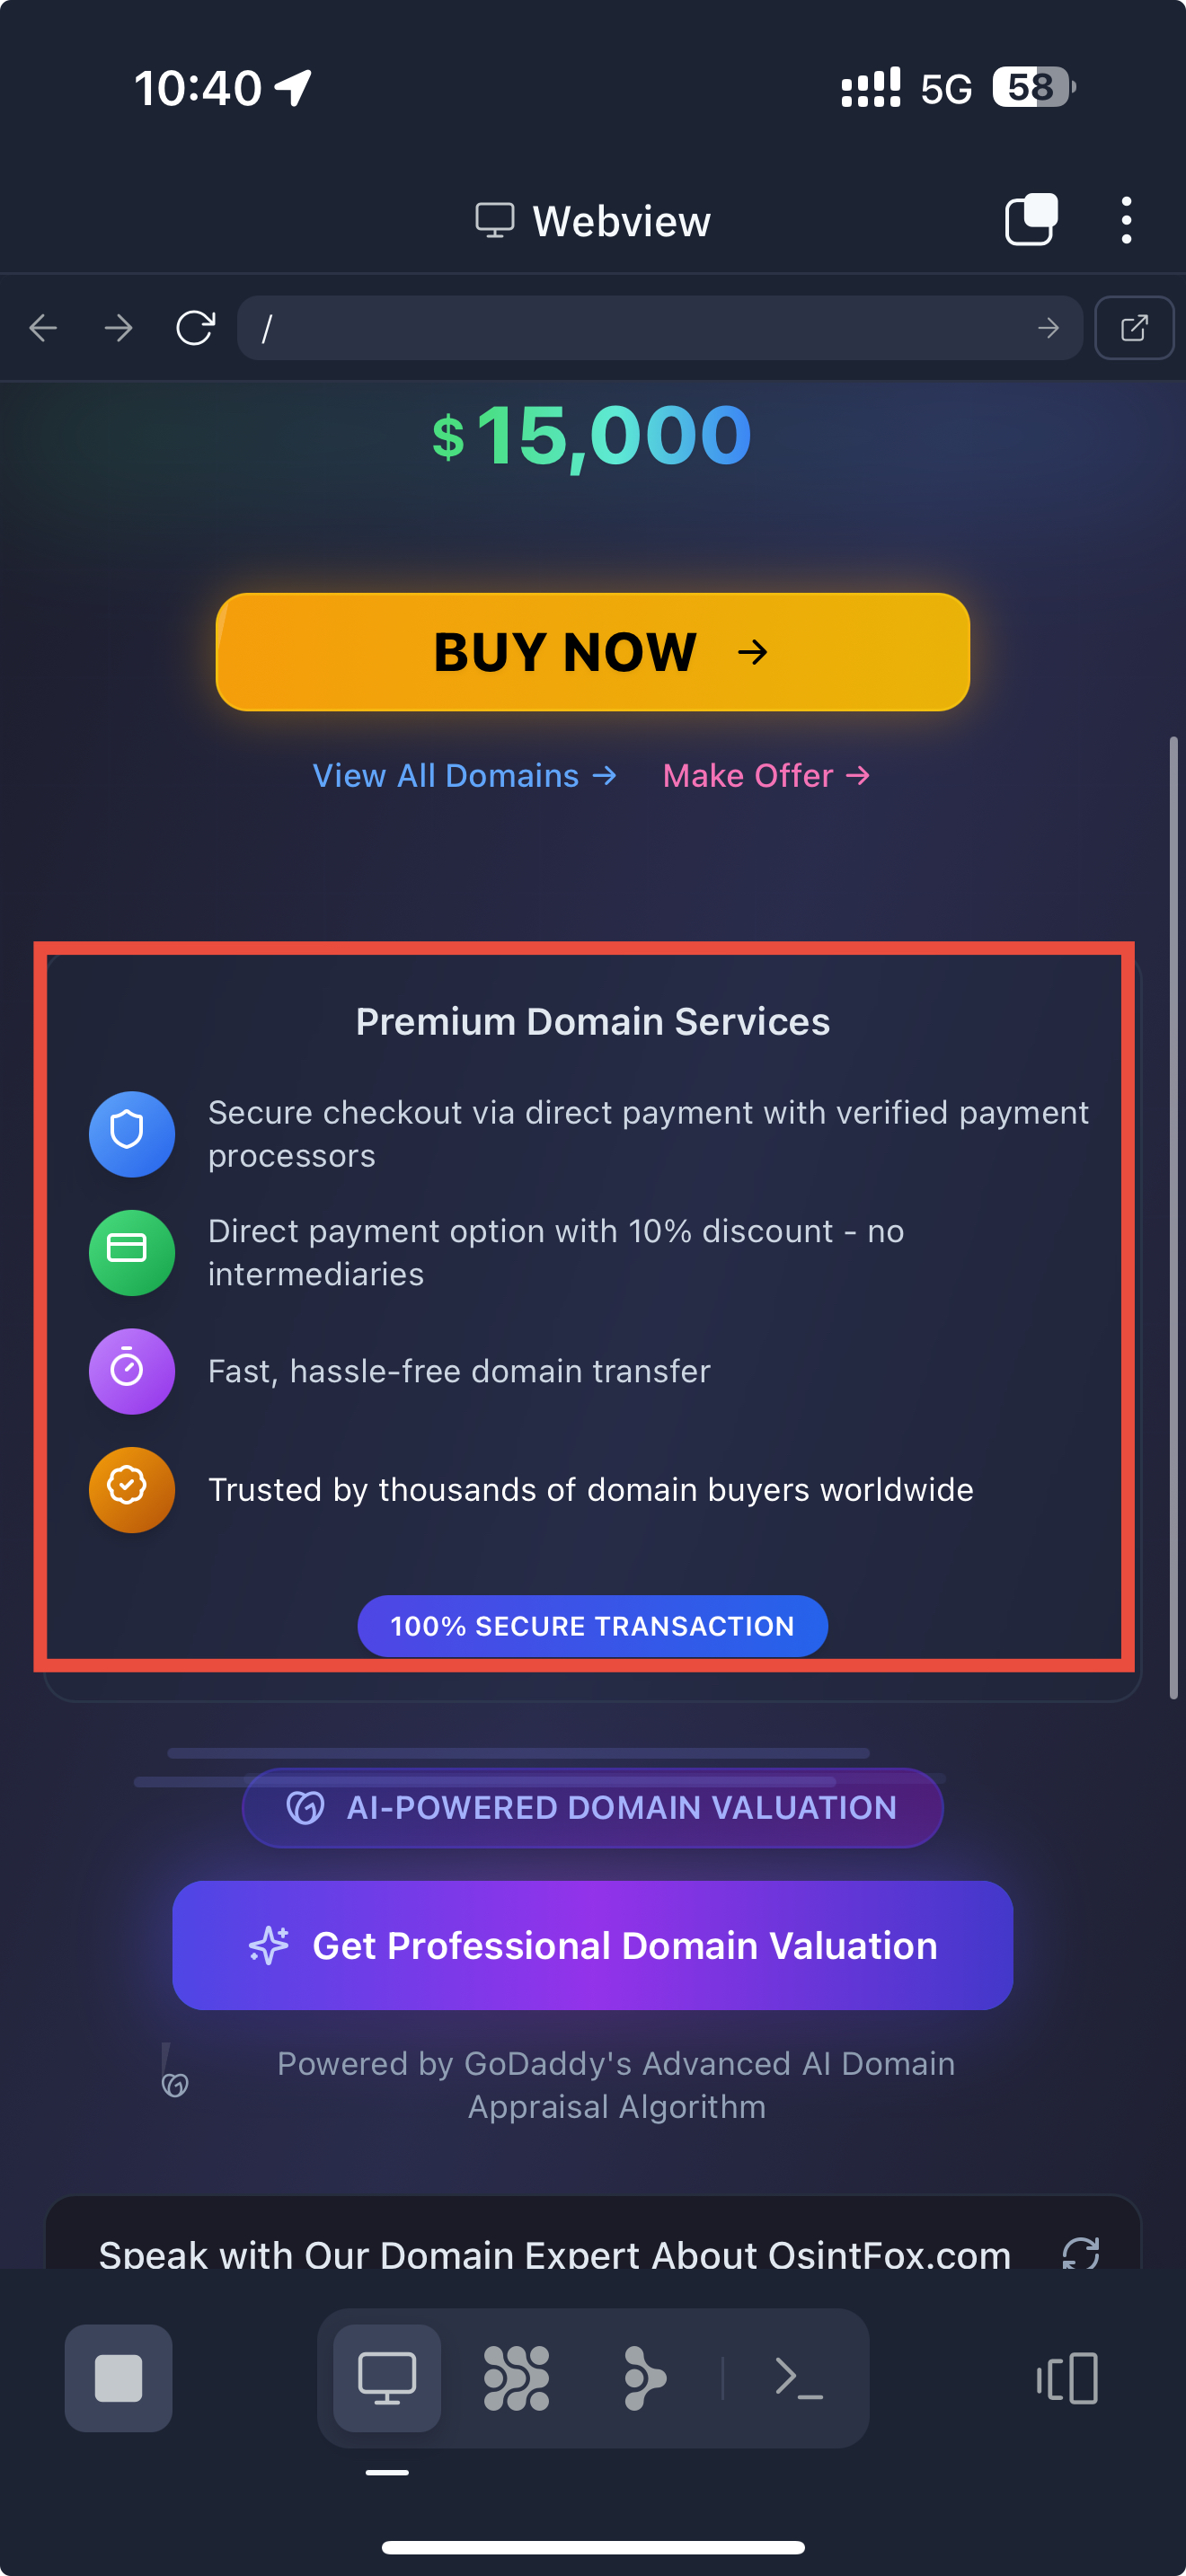 10:40
5G
58
Webview
/
$15,000
BUY NOW →
View All Domains → Make Offer →
Premium Domain Services
Secure checkout via direct payment with verified payment
processors
Direct payment option with 10% discount - no
intermediaries
Fast, hassle-free domain transfer
Trusted by thousands of domain buyers worldwide
100% SECURE TRANSACTION
AI-POWERED DOMAIN VALUATION
Get Professional Domain Valuation
Powered by GoDaddy's Advanced AI Domain
Appraisal Algorithm
Speak with Our Domain Expert About OsintFox.com